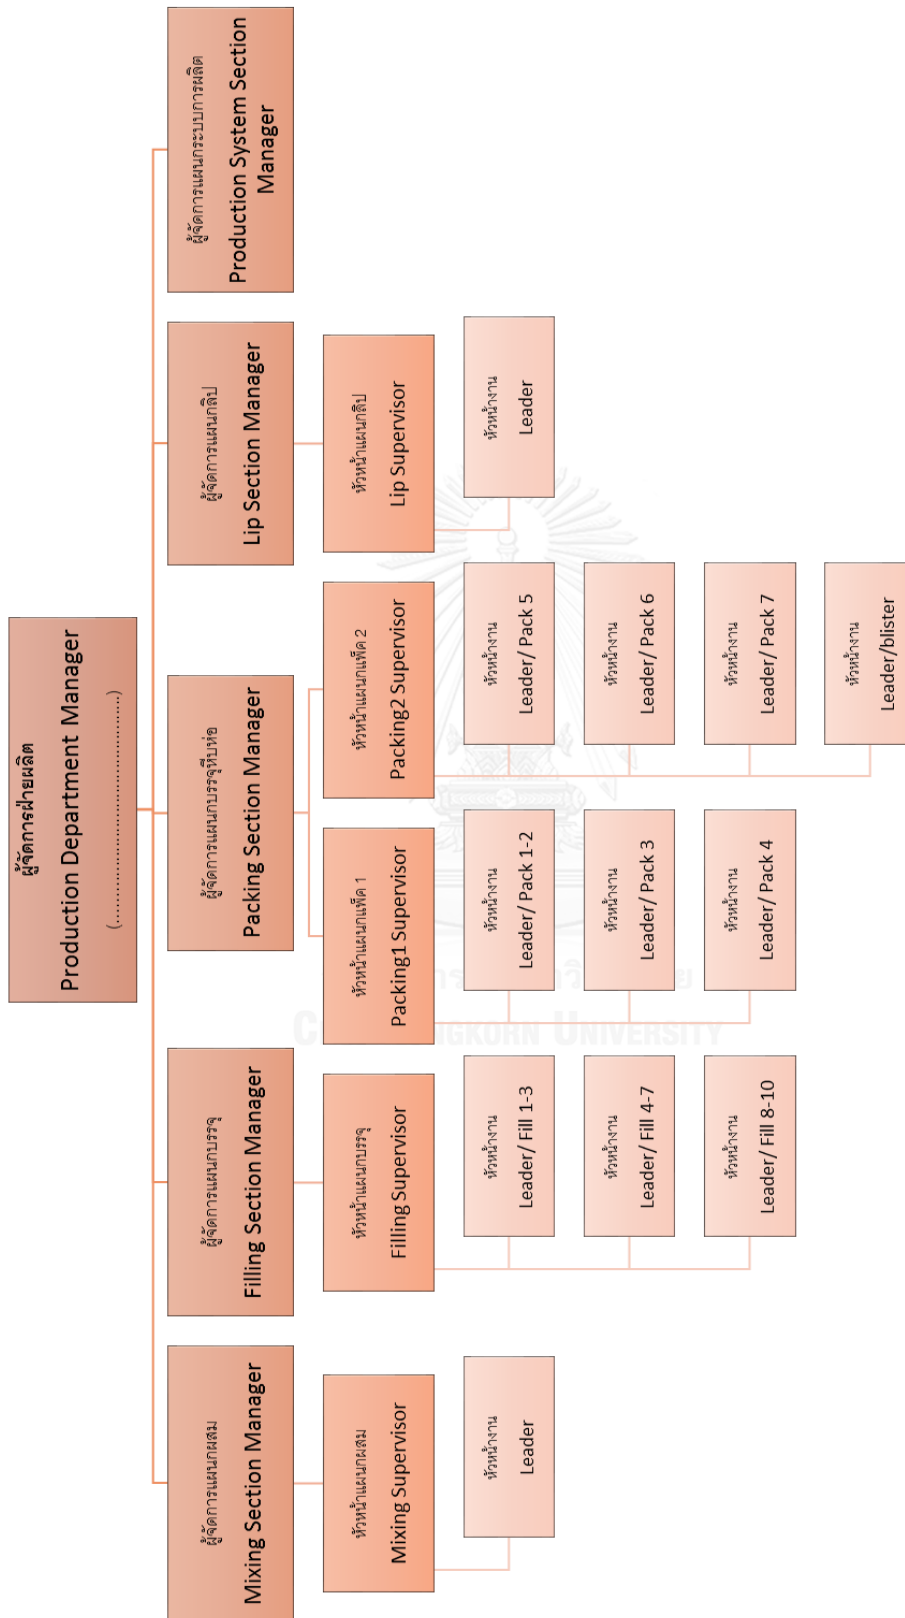 ผู้จัดการฝ่ายผลิต
Production Department Manager
(......................................)
ผู้จัดการแผนกผสม
Mixing Section Manager
ผู้จัดการแผนกบรรจุ
Filling Section Manager
ผู้จัดการแผนกบรรจุหีบห่อ
Packing Section Manager
ผู้จัดการแผนกลิป
Lip Section Manager
ผู้จัดการแผนกระบบการผลิต
Production System Section
Manager
หัวหน้าแผนกผสม
Mixing Supervisor
หัวหน้าแผนกบรรจุ
Filling Supervisor
หัวหน้าแผนกแพ็ค 1
Packing1 Supervisor
หัวหน้าแผนกแพ็ค 2
Packing2 Supervisor
หัวหน้าแผนกลิป
Lip Supervisor
หัวหน้างาน
Leader
หัวหน้างาน
Leader/ Fill 1-3
หัวหน้างาน
Leader/ Pack 1-2
หัวหน้างาน
Leader/ Pack 5
หัวหน้างาน
Leader
หัวหน้างาน
Leader/ Fill 4-7
หัวหน้างาน
Leader/ Pack 3
หัวหน้างาน
Leader/ Pack 6
หัวหน้างาน
Leader/ Fill 8-10
หัวหน้างาน
Leader/ Pack 4
หัวหน้างาน
Leader/ Pack 7
หัวหน้างาน
Leader/blister
UNIVERSITY